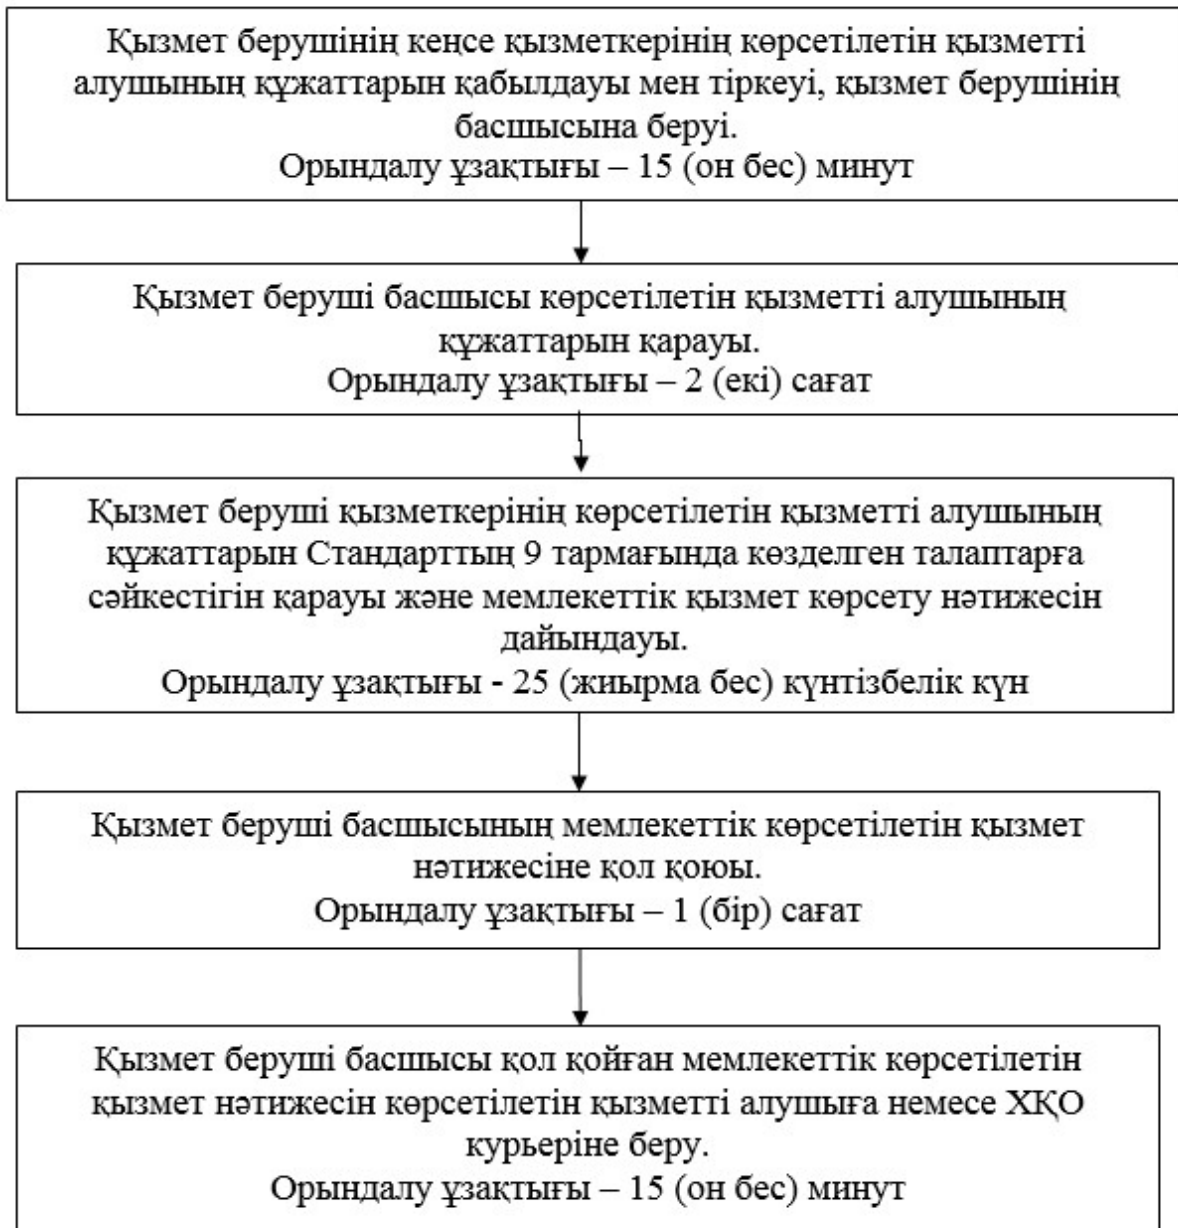 Қызмет берушінің кеңсе қызметкерінің көрсетілетін қызметті
алушының құжаттарын қабылдауы мен тіркеуі, қызмет берушінің
басшысына беруі.
Орындалу ұзақтығы – 15 (он бес) минут
Қызмет беруші басшысы көрсетілетін қызметті алушының
құжаттарын қарауы.
Орындалу ұзақтығы – 2 (екі) сағат
Қызмет беруші қызметкерінің көрсетілетін қызметті алушының
құжаттарын Стандарттың 9 тармағында көзделген талаптарға
сәйкестігін қарауы және мемлекеттік қызмет көрсету нәтижесін
дайындауы.
Орындалу ұзақтығы - 25 (жиырма бес) күнтізбелік күн
Қызмет беруші басшысының мемлекеттік көрсетілетін қызмет
нәтижесіне қол қоюы.
Орындалу ұзақтығы – 1 (бір) сағат
Қызмет беруші басшысы қол қойған мемлекеттік көрсетілетін
қызмет нәтижесін көрсетілетін қызметті алушыға немесе ХҚО
курьеріне беру.
Орындалу ұзақтығы – 15 (он бес) минут